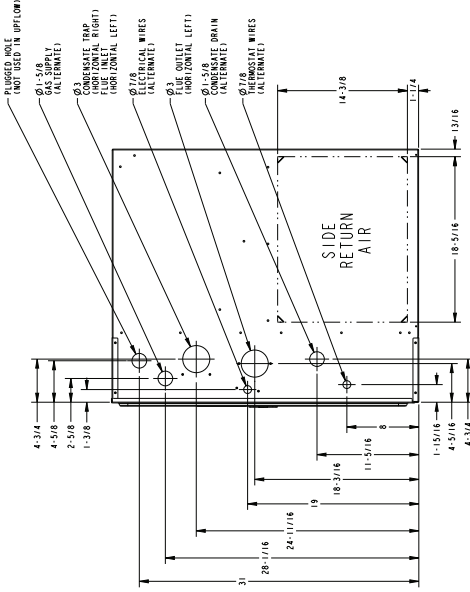 PLUGGED HOLE
(NOT USED IN UPFLOW)
Ø1-5/8
GAS SUPPLY
(ALTERNATE)
Ø3
CONDENSATE TRAP
(HORIZONTAL RIGHT)
FLUE INLET
(HORIZONTAL LEFT)
Ø7/8
ELECTRICAL WIRES
(ALTERNATE)
Ø3
FLUE OUTLET
(HORIZONTAL LEFT)
Ø1-5/8
CONDENSATE DRAIN
(ALTERNATE)
Ø7/8
THERMOSTAT WIRES
(ALTERNATE)
14-3/8
1-1/4
13/16
18-5/16
SIDE
RETURN
AIR
4-3/4
4-5/8
2-5/8
1-3/8
1-15/16
4-5/16
4-3/4
8
11-5/16
18-3/16
19
24-11/16
28-1/16
31